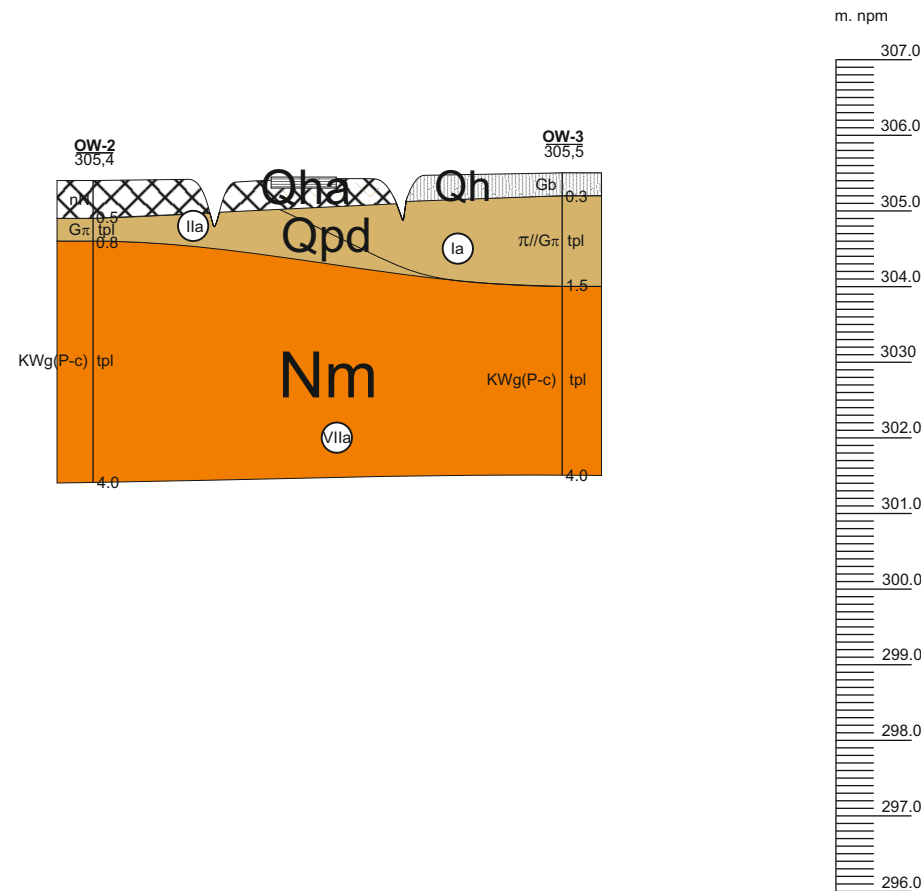 m. npm
307.0
306.0
305.0
304.0
3030
302.0
301.0
300.0
299.0
298.0
297.0
296.0
OW-2
305,4
OW-3
305,5
nN
Qha
Qh
Gb
0.3
0.5
Gπ tpl
0.8
IIa
Qpd
Ia
π//Gπ tpl
1.5
KWg(P-c) tpl
Nm
KWg(P-c) tpl
VIIa
4.0
4.0